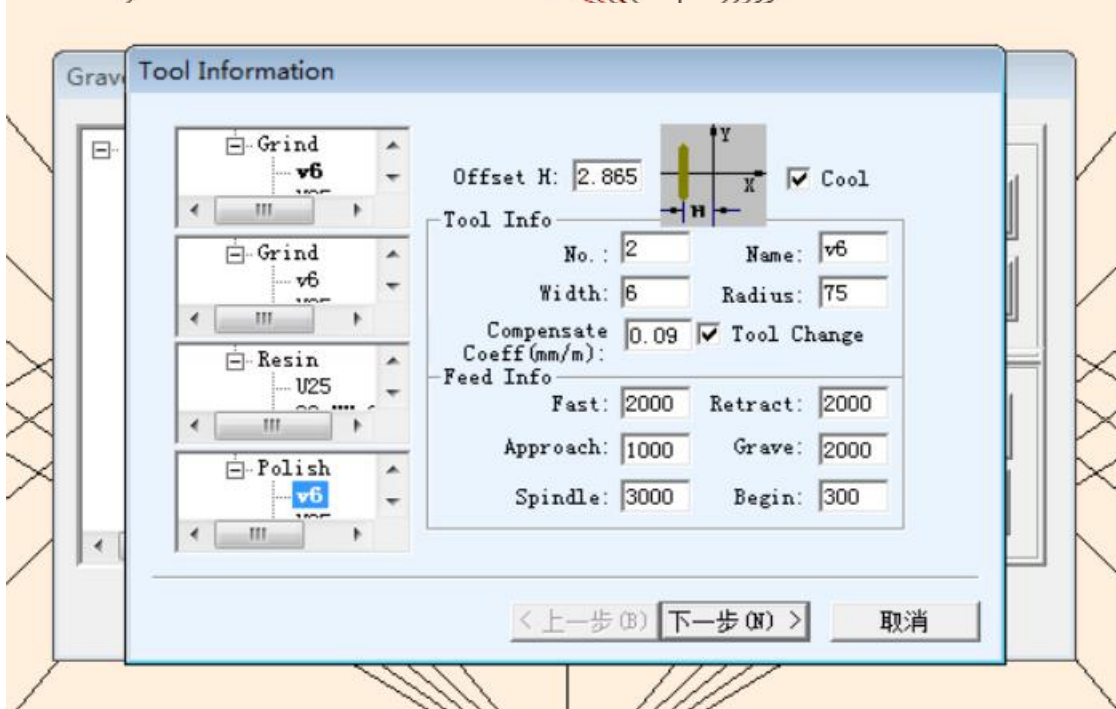 Grav
Tool Information
Grind
v6
Grind
v6
Resin
U25
Polish
v6
Offset H: 2.865
Y
X
H
Cool
Tool Info
No.: 2
Name: v6
Width: 6
Radius: 75
Compensate
Coeff(mm/m): 0.09
Tool Change
Feed Info
Fast: 2000
Retract: 2000
Approach: 1000
Grave: 2000
Spindle: 3000
Begin: 300
< 上一步(B)
下一步(N) >
取消